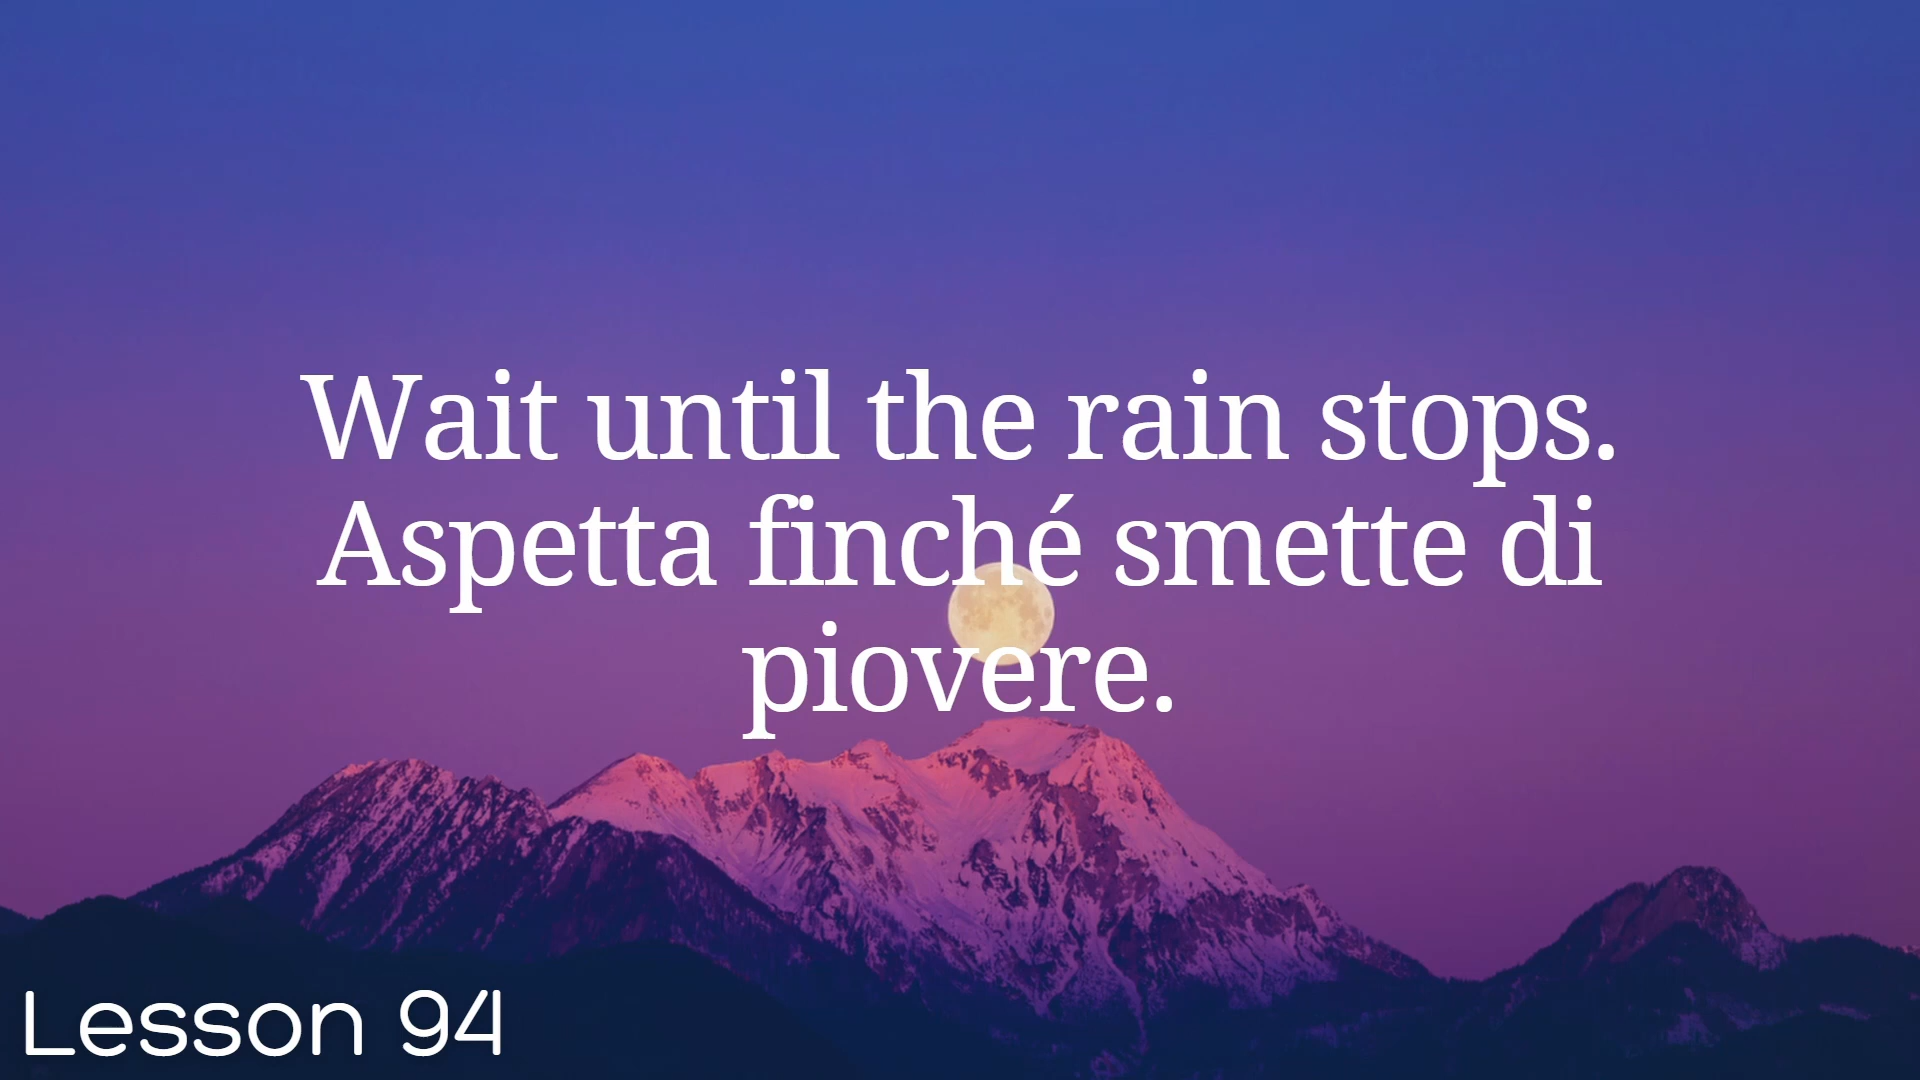 Wait until the rain stops.
Aspetta finché smette di
piovere.
Lesson 94